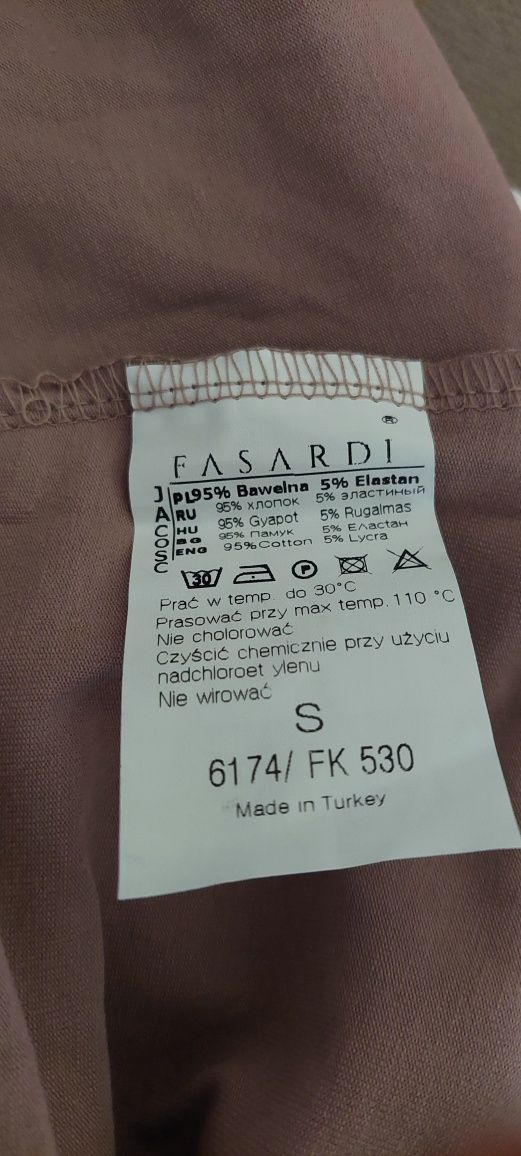 ®
FASARDI
JACOSC
PL 95% Bawełna 5% Elastan
RU 95% хлопок 5% эластиный
HU 95% Gyapot 5% Rugalmas
BG 95% Памук 5% Еластан
ENG 95%Cotton 5% Lycra
30 P
Prać w temp. do 30°C
Prasować przy max temp. 110 °C
Nie cholorować
Czyścić chemicznie przy użyciu
nadchloroet ylenu
Nie wirować
S
6174/ FK 530
Made in Turkey